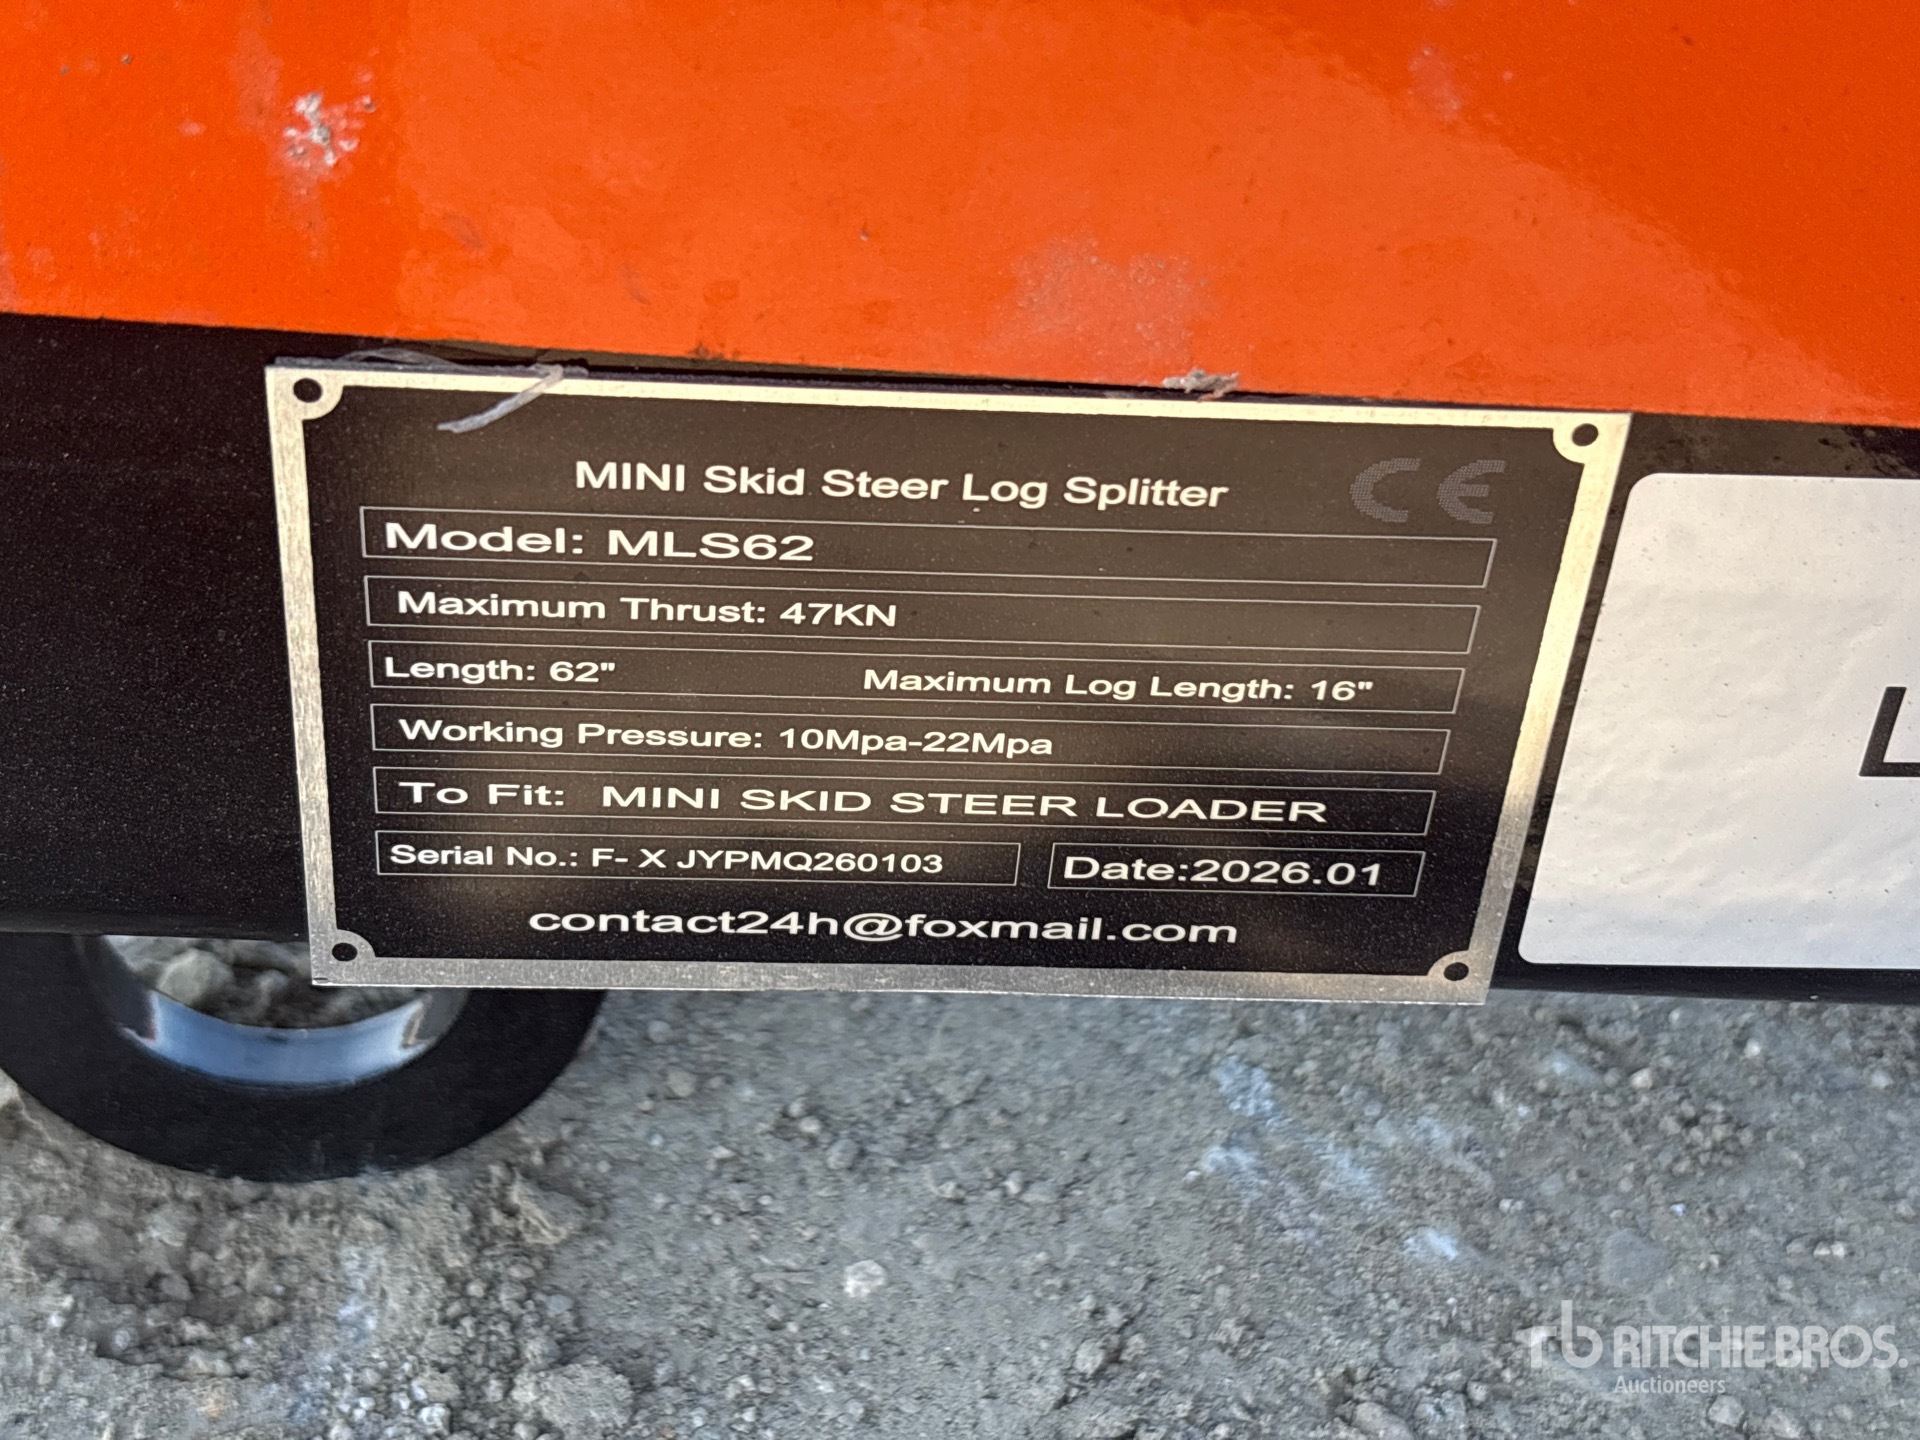 MINI Skid Steer Log Splitter CE
Model: MLS62
Maximum Thrust: 47KN
Length: 62" Maximum Log Length: 16"
Working Pressure: 10Mpa-22Mpa
To Fit: MINI SKID STEER LOADER
Serial No.: F- X JYPMQ260103 Date:2026.01
contact24h@foxmail.com
L
rb RITCHIE BROS.
Auctioneers